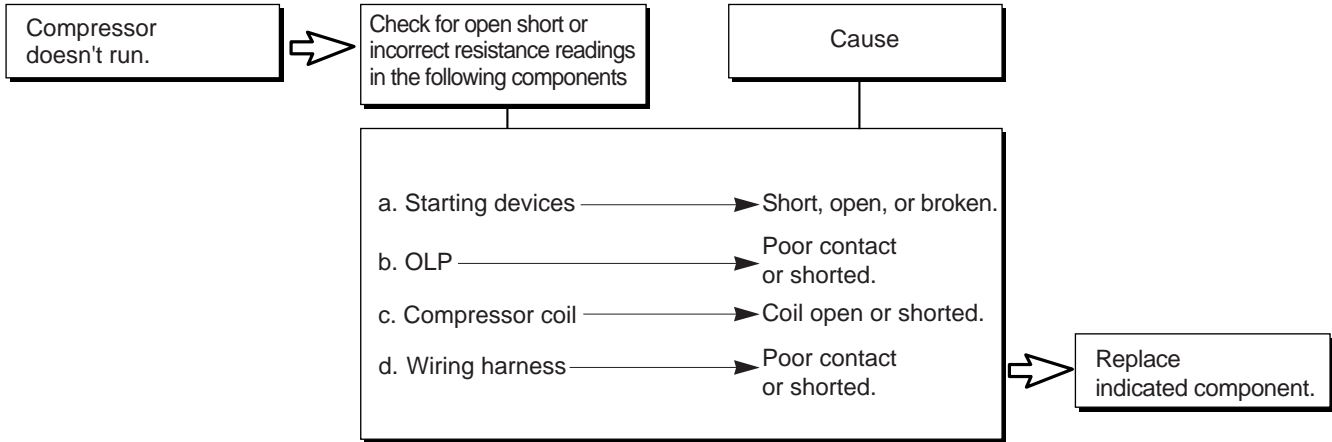 Compressor
doesn't run.
Check for open short or
incorrect resistance readings
in the following components
Cause
a. Starting devices
Short, open, or broken.
b. OLP
Poor contact
or shorted.
c. Compressor coil
Coil open or shorted.
d. Wiring harness
Poor contact
or shorted.
Replace
indicated component.